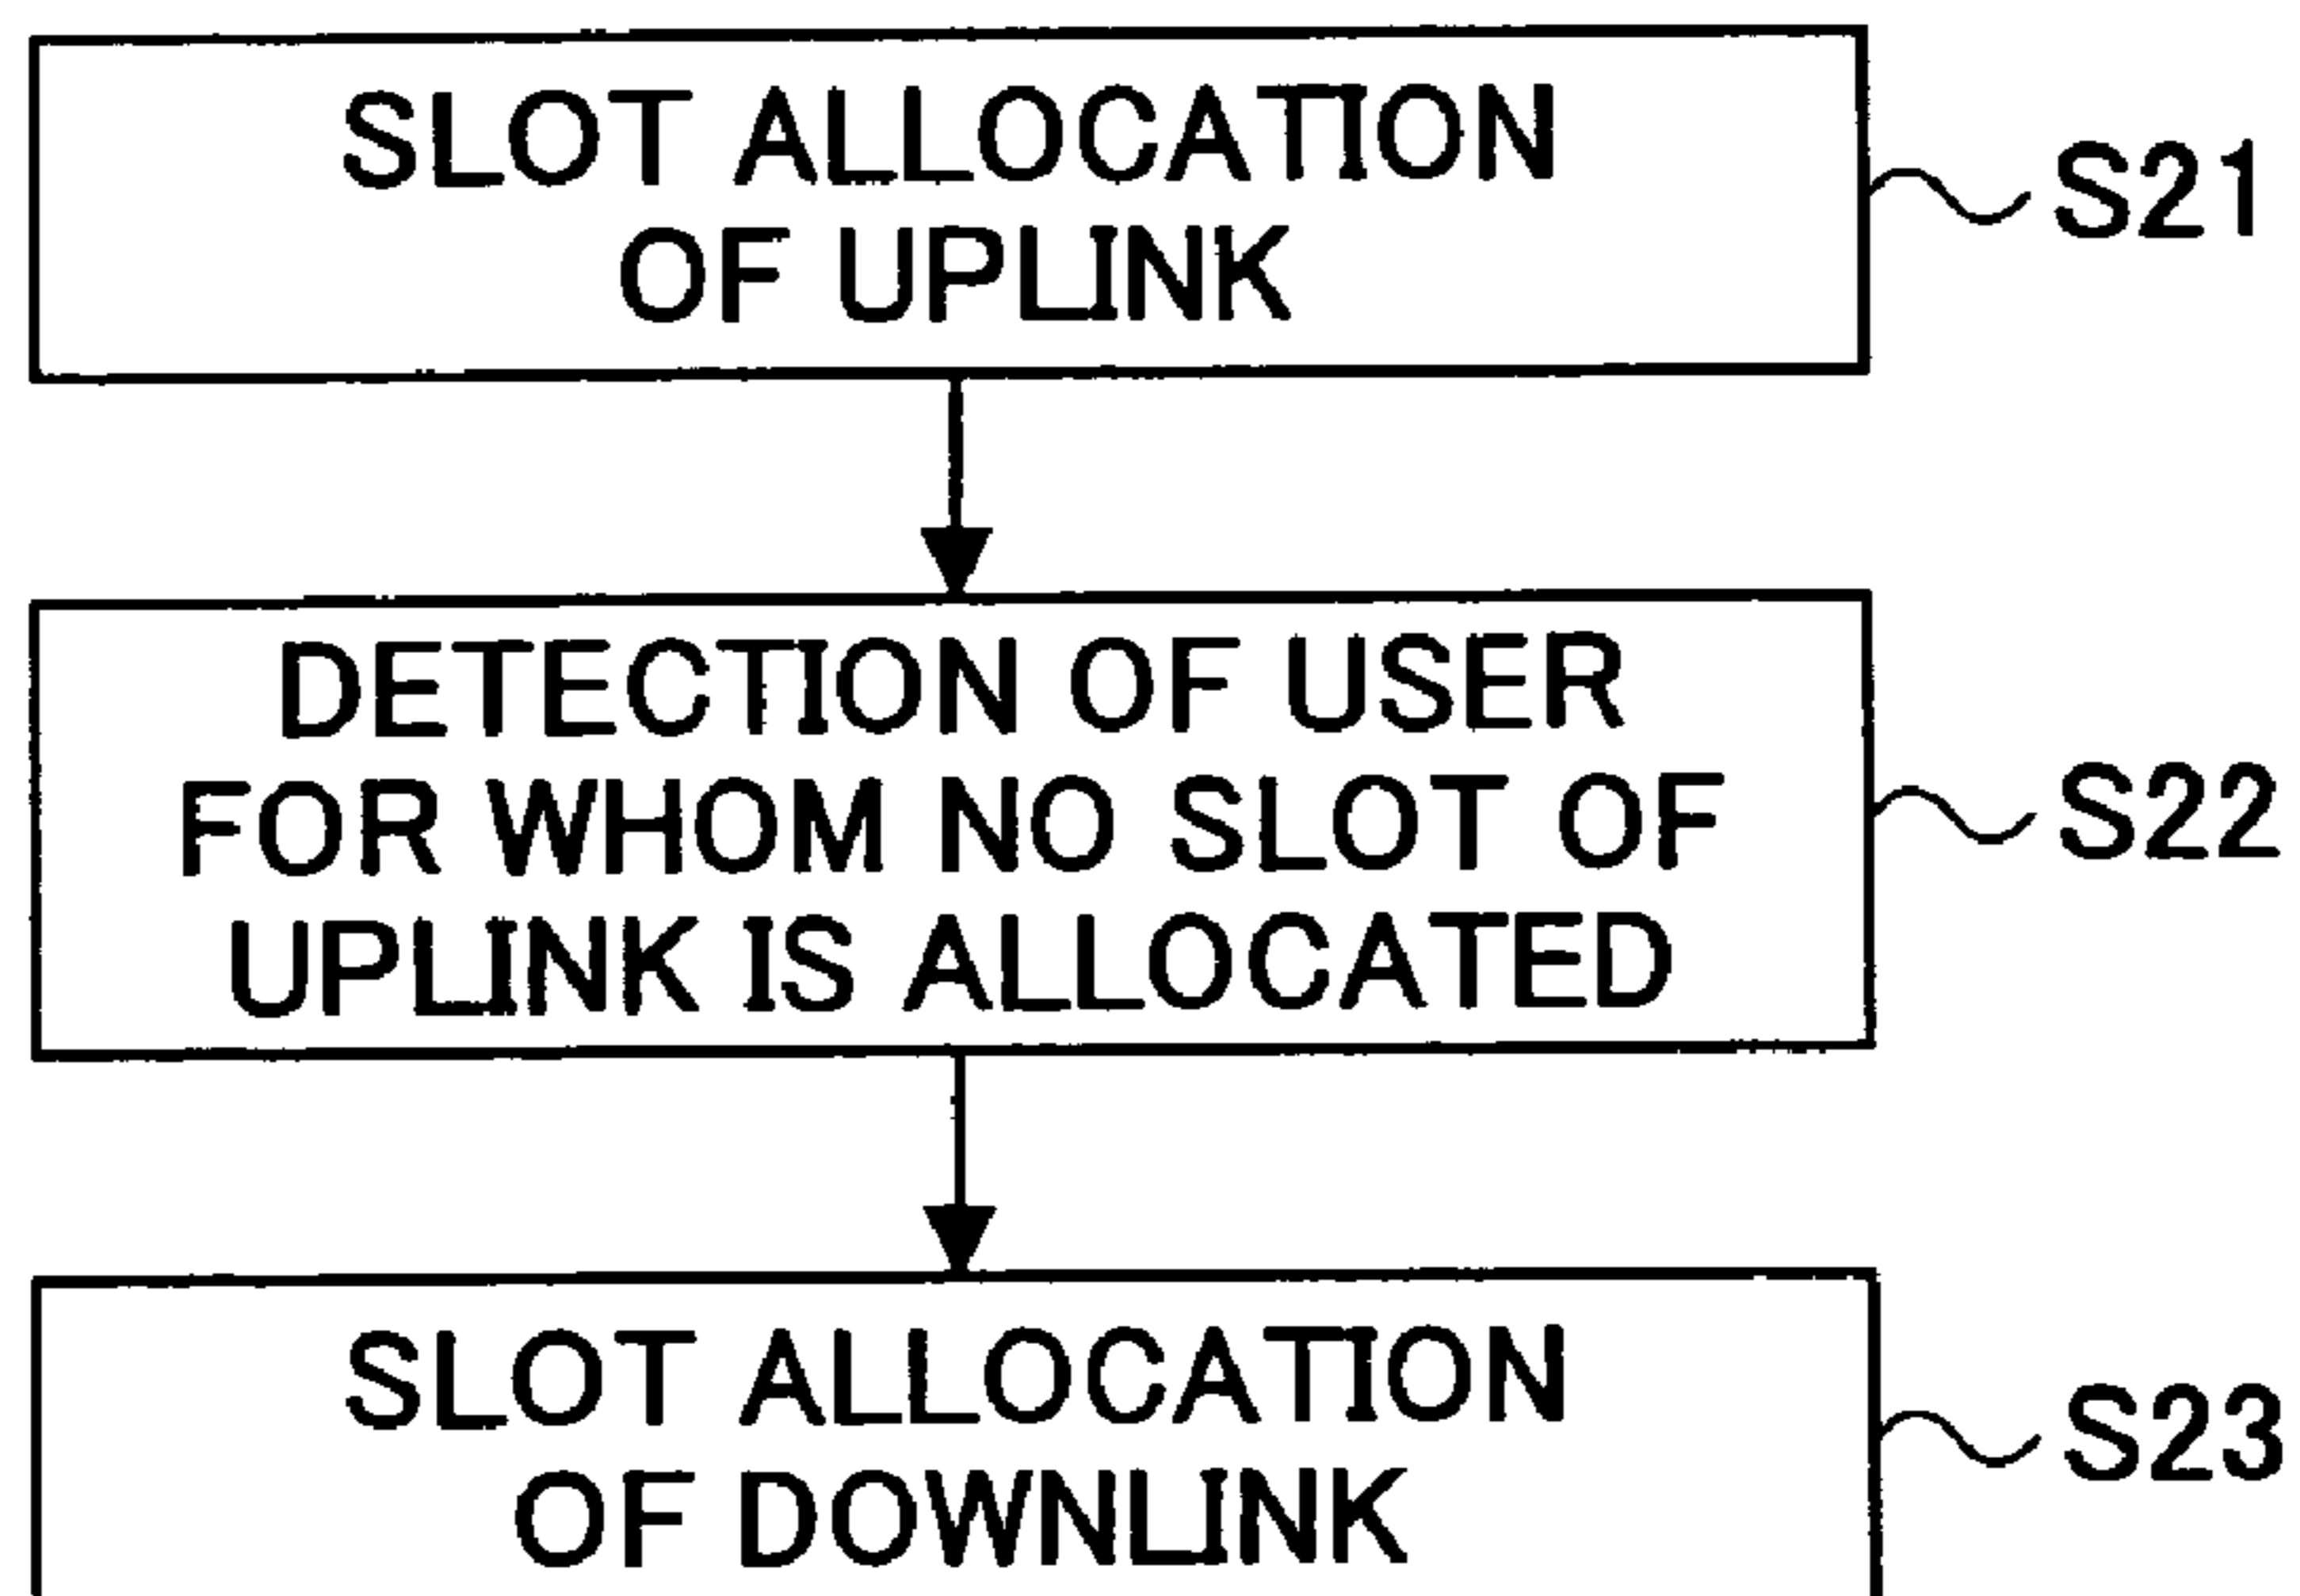 SLOT ALLOCATION
OF UPLINK
S21
DETECTION OF USER
FOR WHOM NO SLOT OF
UPLINK IS ALLOCATED
S22
SLOT ALLOCATION
OF DOWNLINK
S23